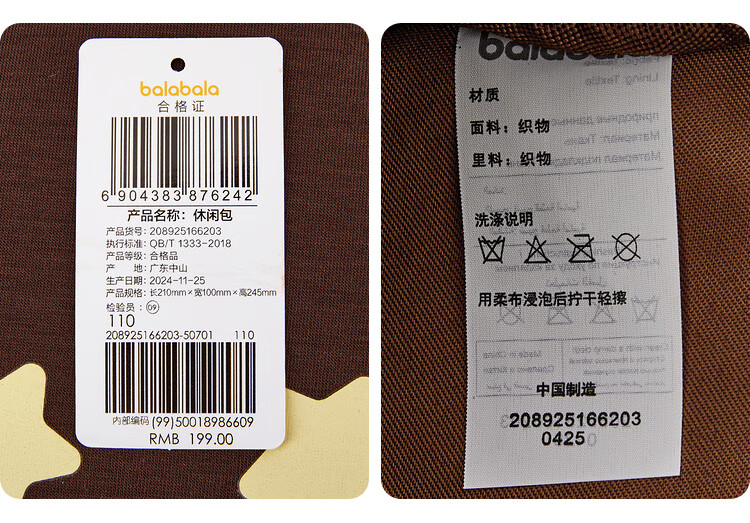 balabala
合格证
6 904383 876242
产品名称: 休闲包
产品货号: 208925166203
执行标准: QB/T 1333-2018
产品等级: 合格品
产 地: 广东中山
生产日期: 2024-11-25
产品规格: 长210mm×宽100mm×高245mm
检验员: 09
110
208925166203-50701 110
内部编码 (99)50018986609
RMB 199.00
balabala
材质
面料：织物
里料：织物
洗涤说明
用柔布浸泡后拧干轻擦
中国制造
208925166203
0425